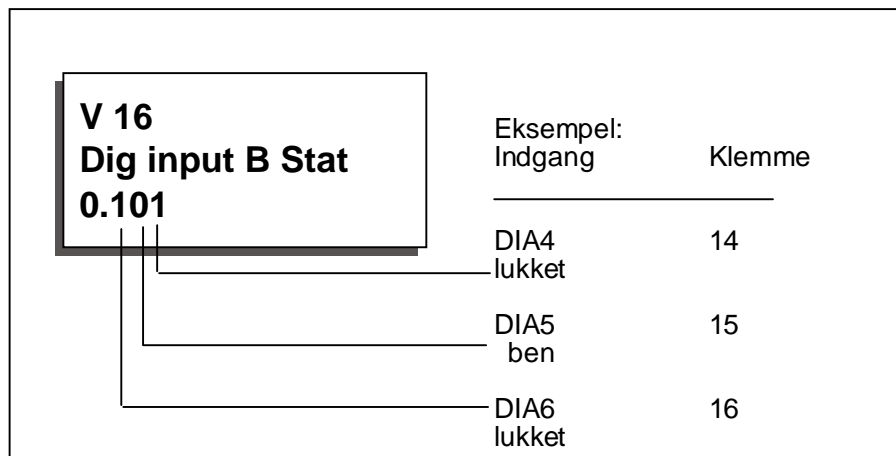 V 16
Dig input B Stat
0.101
Eksempel:
Indgang Klemme
DIA4 14
lukket
DIA5 15
ben
DIA6 16
lukket